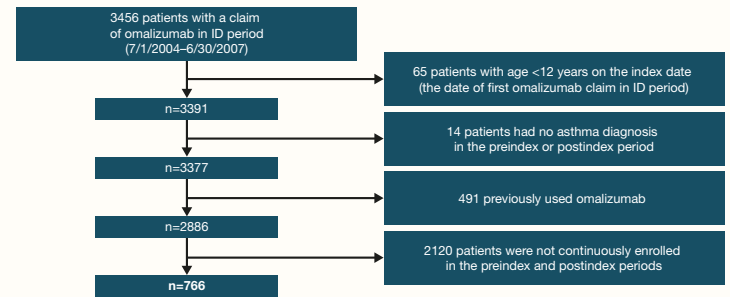 3456 patients with a claim
of omalizumab in ID period
(7/1/2004–6/30/2007)
65 patients with age <12 years on the index date
(the date of first omalizumab claim in ID period)
n=3391
14 patients had no asthma diagnosis
in the preindex or postindex period
n=3377
491 previously used omalizumab
n=2886
2120 patients were not continuously enrolled
in the preindex and postindex periods
n=766